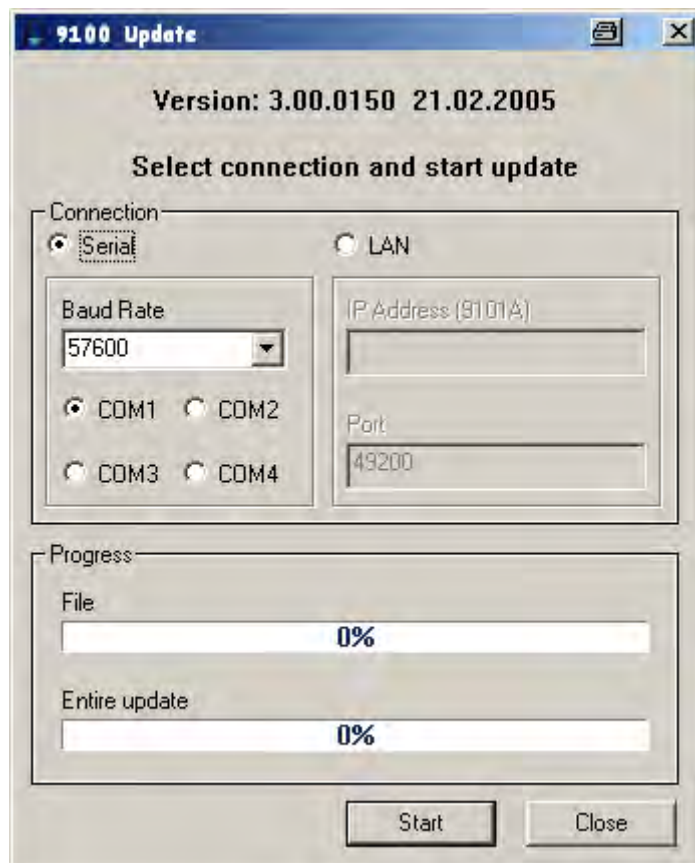 9100 Update
Version: 3.00.0150 21.02.2005
Select connection and start update
Connection
Serial
LAN
Baud Rate
57600
COM1 COM2
COM3 COM4
IP Address (9101A)
Port
49200
Progress
File
0%
Entire update
0%
Start Close